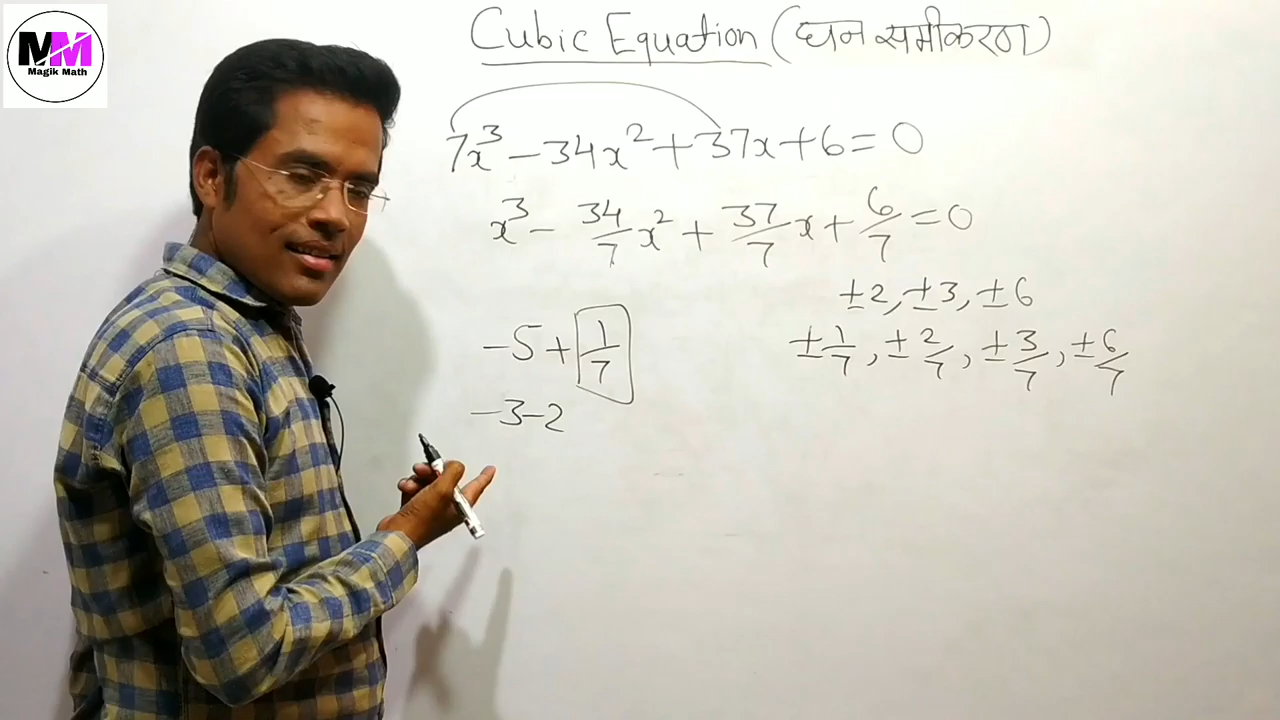 MM
Magik Math
Cubic Equation (घन समीकरण)
7x³ - 34x² + 37x + 6 = 0
x³ - 34/7 x² + 37/7 x + 6/7 = 0
±2, ±3, ±6
-5 + 1/7
±1/7, ±2/7, ±3/7, ±6/7
-3-2